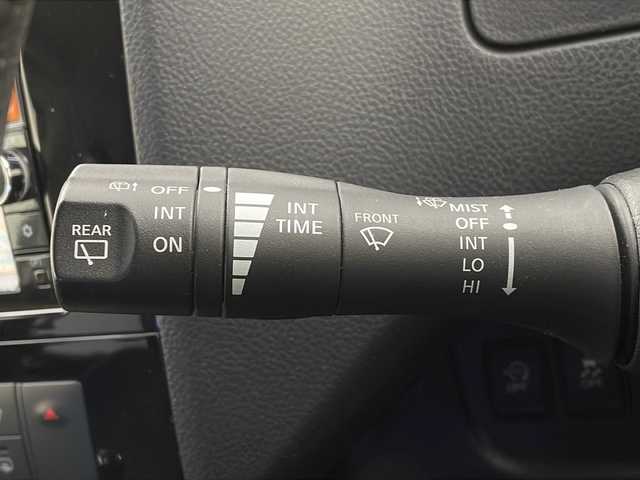 OFF
INT
ON
REAR
INT
TIME
FRONT
MIST
OFF
INT
LO
HI